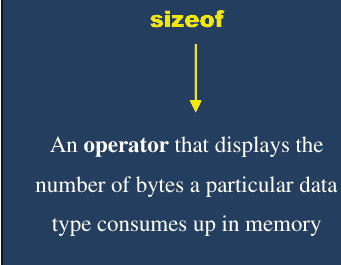 sizeof
An operator that displays the
number of bytes a particular data
type consumes up in memory